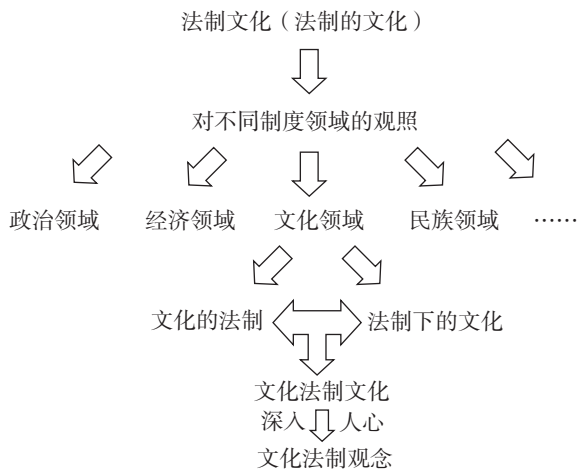 法制文化（法制的文化）
对不同制度领域的观照
政治领域 经济领域 文化领域 民族领域 ……
文化的法制 法制下的文化
文化法制文化
深入 人心
文化法制观念